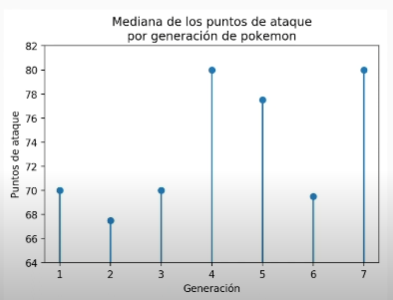 Mediana de los puntos de ataque
por generación de pokemon
82
80
78
76
74
72
70
68
66
64
Puntos de ataque
1 2 3 4 5 6 7
Generación